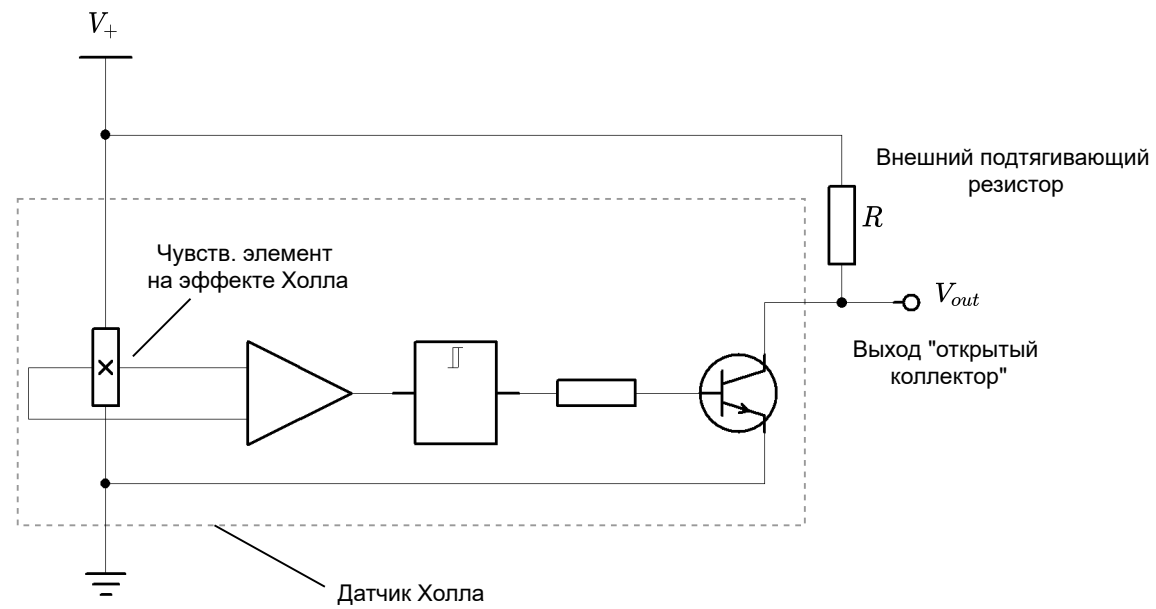 V+
Внешний подтягивающий
резистор
R
Чувств. элемент
на эффекте Холла
Vout
Выход "открытый
коллектор"
Датчик Холла